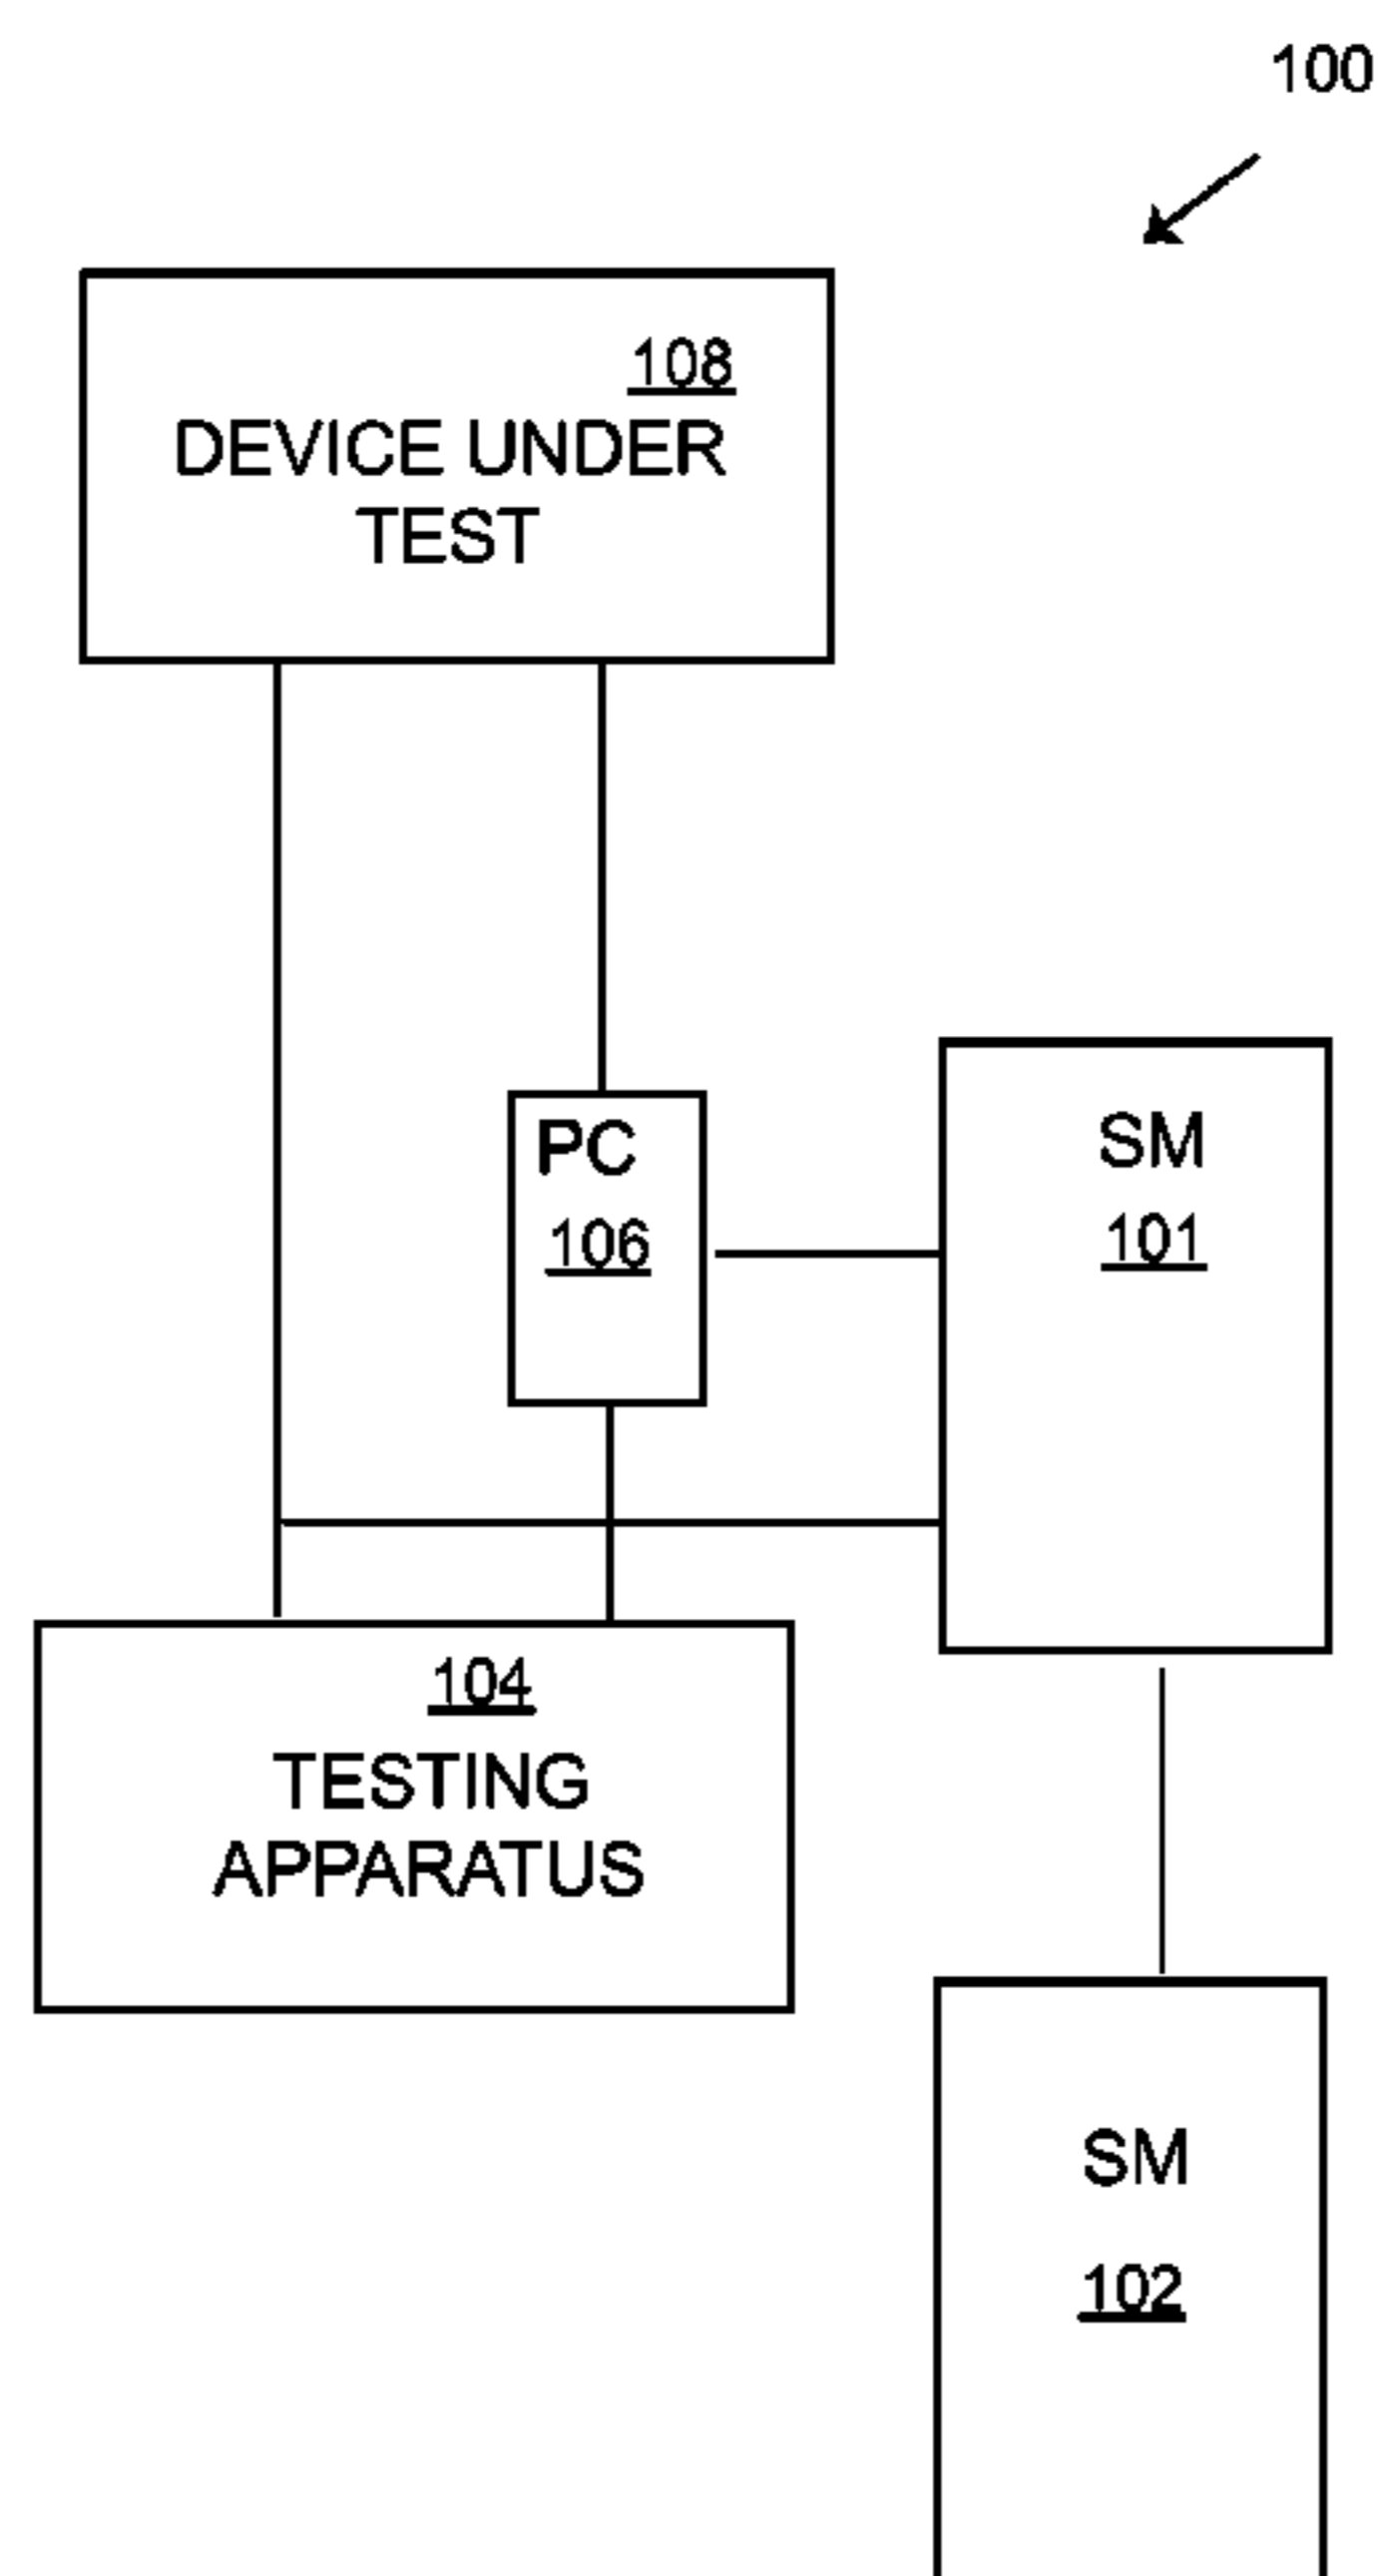 100
108
DEVICE UNDER
TEST
PC
106
SM
101
104
TESTING
APPARATUS
SM
102